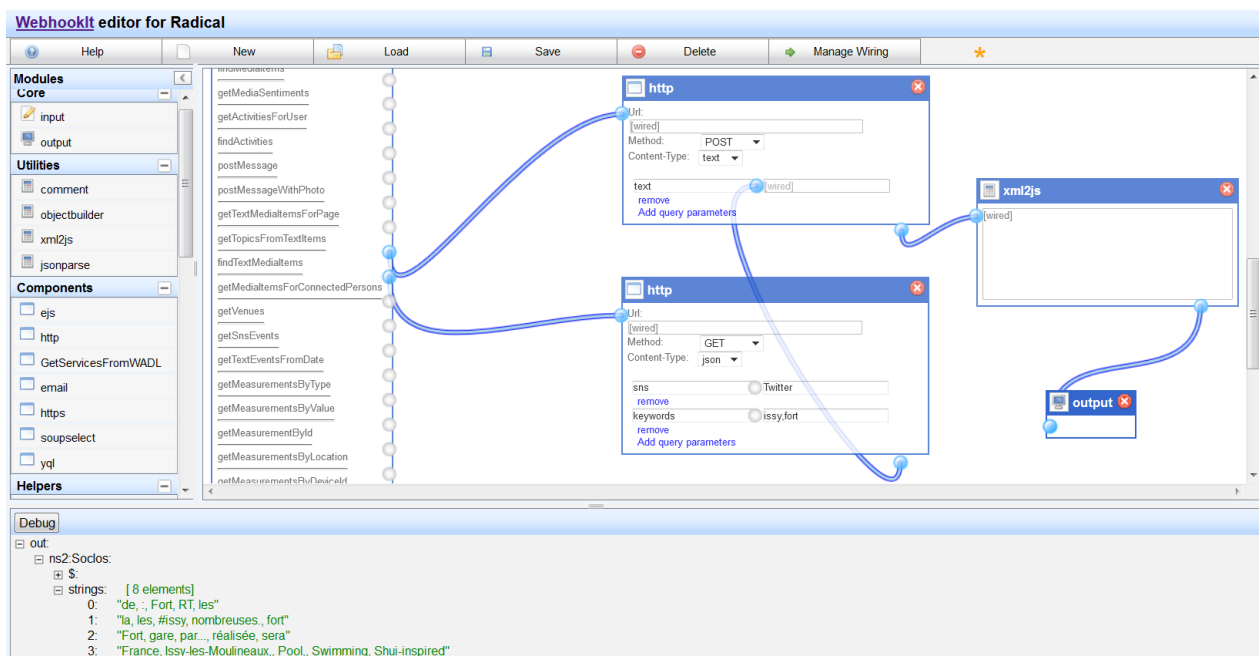 WebhookIt editor for Radical
Help New Load Save Delete Manage Wiring
Modules
Core
input
output
Utilities
comment
objectbuilder
xml2js
jsonparse
Components
ejs
http
GetServicesFromWADL
email
https
soupselect
yql
Helpers
findMediaItems
getMediaSentiments
getActivitiesForUser
findActivities
postMessage
postMessageWithPhoto
getTextMediaItemsForPage
getTopicsFromTextItems
findTextMediaItems
getMediaItemsForConnectedPersons
getVenues
getSnsEvents
getTextEventsFromDate
getMeasurementsByType
getMeasurementsByValue
getMeasurementById
getMeasurementsByLocation
getMeasurementsByDeviceId
http
Url:
[wired]
Method: POST
Content-Type: text
text [wired]
remove
Add query parameters
http
Url:
[wired]
Method: GET
Content-Type: json
sns Twitter
remove
keywords issy,fort
remove
Add query parameters
xml2js
[wired]
output
Debug
out:
ns2:Soclos:
$:
strings: [ 8 elements]
0: "de, :, Fort, RT, les"
1: "la, les, #issy, nombreuses., fort"
2: "Fort, gare, par..., réalisée, sera"
3: "France, Issy-les-Moulineaux,, Pool,, Swimming, Shui-inspired"